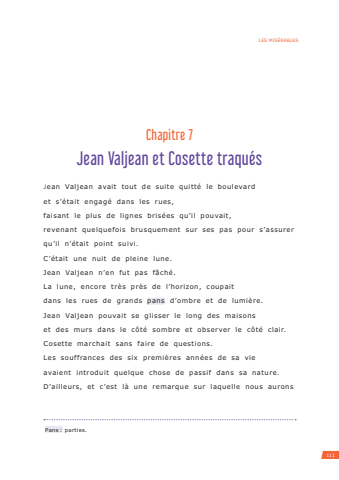 LES MISÉRABLES
Chapitre 7
Jean Valjean et Cosette traqués
Jean Valjean avait tout de suite quitté le boulevard
et s’était engagé dans les rues,
faisant le plus de lignes brisées qu’il pouvait,
revenant quelquefois brusquement sur ses pas pour s’assurer
qu’il n’était point suivi.
C’était une nuit de pleine lune.
Jean Valjean n’en fut pas fâché.
La lune, encore très près de l’horizon, coupait
dans les rues de grands pans d’ombre et de lumière.
Jean Valjean pouvait se glisser le long des maisons
et des murs dans le côté sombre et observer le côté clair.
Cosette marchait sans faire de questions.
Les souffrances des six premières années de sa vie
avaient introduit quelque chose de passif dans sa nature.
D’ailleurs, et c’est là une remarque sur laquelle nous aurons
Pans : parties.
111